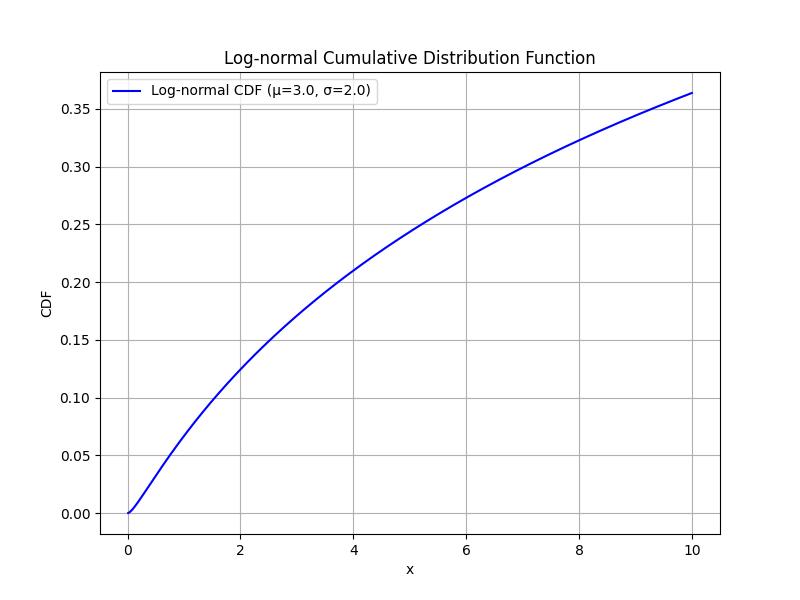 Log-normal Cumulative Distribution Function
Log-normal CDF (μ=3.0, σ=2.0)
0.35
0.30
0.25
0.20
0.15
0.10
0.05
0.00
CDF
0 2 4 6 8 10
x